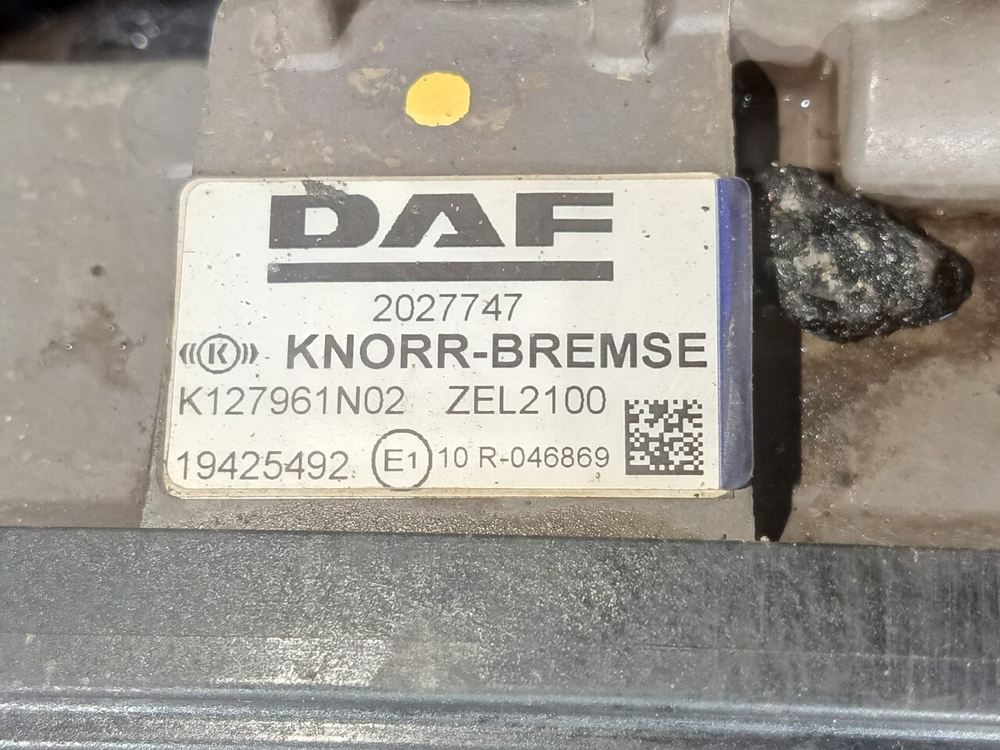 DAF
2027747
K KNORR-BREMSE
K127961N02 ZEL2100
19425492 E1 10 R-046869